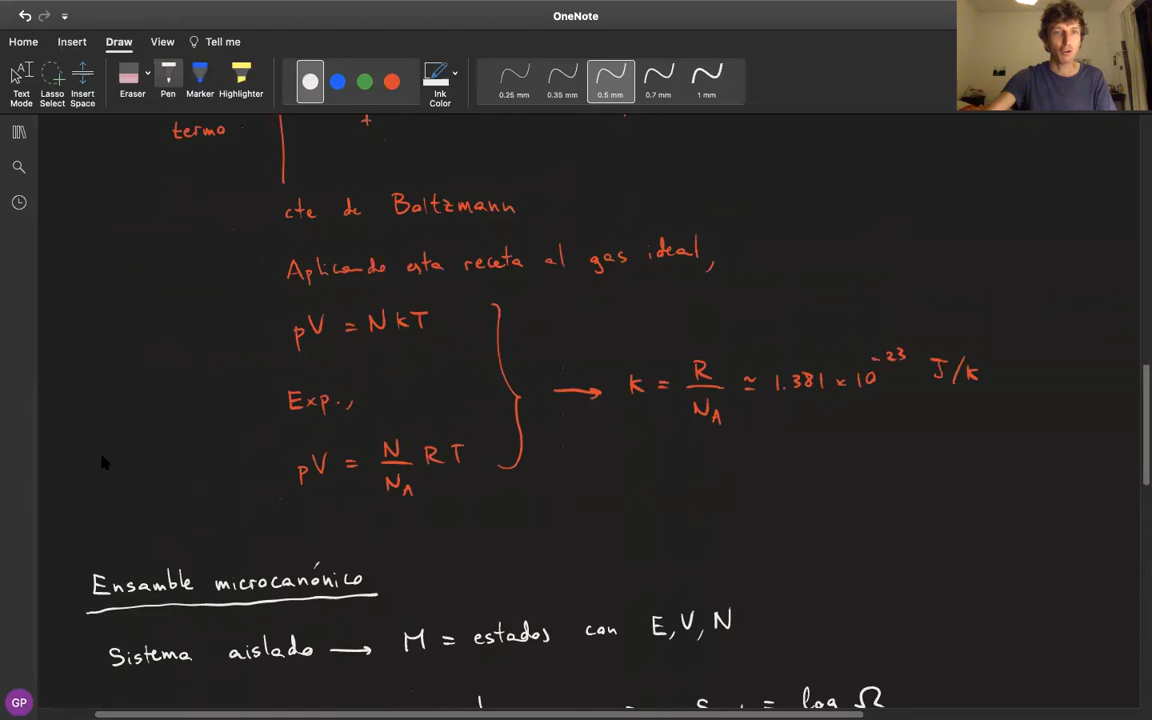 OneNote
Home Insert Draw View Tell me
Text Mode Lasso Select Insert Space Eraser Pen Marker Highlighter Ink Color 0.25 mm 0.35 mm 0.5 mm 0.7 mm 1 mm
termo
+
cte de Boltzmann
Aplicando esta receta al gas ideal,
pV = NkT
Exp.,
pV = N/N_A RT
→ k = R/N_A ≃ 1.381 × 10^-23 J/K
Ensamble microcanónico
Sistema aislado → M = estados con E, V, N
= log Ω
GP